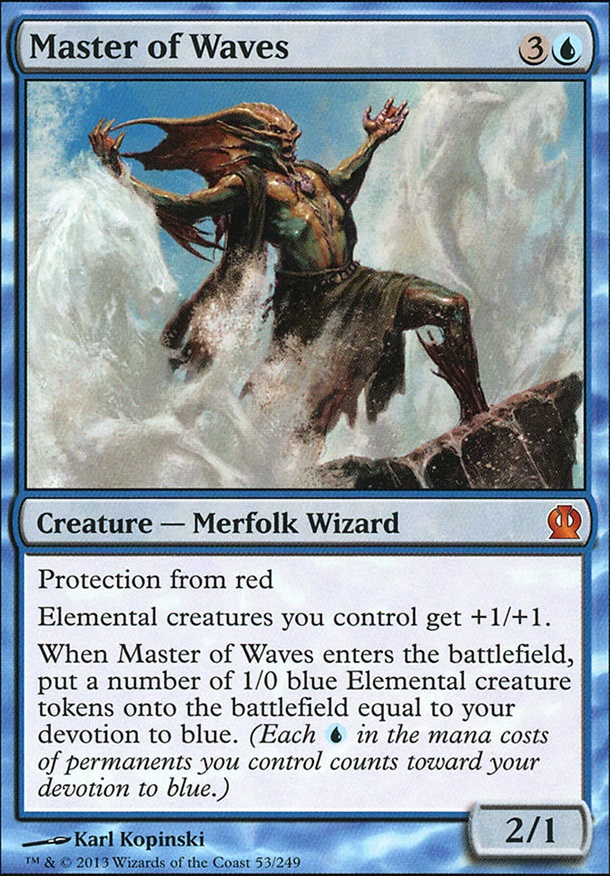 Master of Waves 3
Creature — Merfolk Wizard
Protection from red
Elemental creatures you control get +1/+1.
When Master of Waves enters the battlefield,
put a number of 1/0 blue Elemental creature
tokens onto the battlefield equal to your
devotion to blue. (Each in the mana costs
of permanents you control counts toward your
devotion to blue.)
2/1
Karl Kopinski
™ & © 2013 Wizards of the Coast 53/249